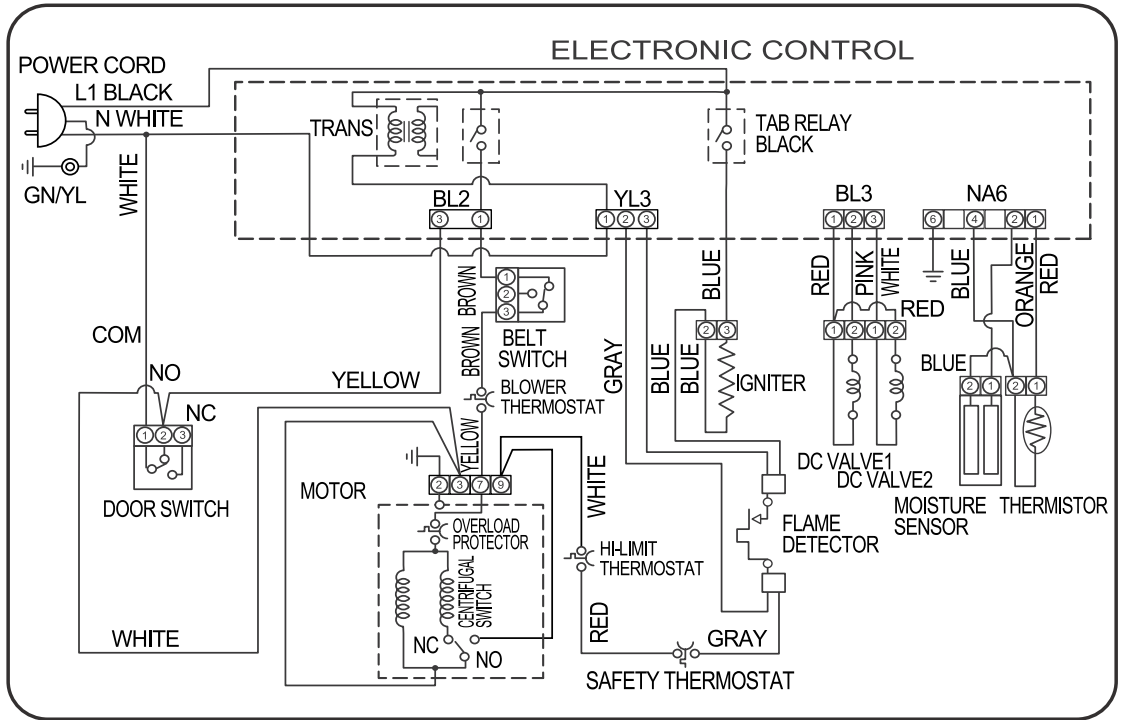 ELECTRONIC CONTROL
POWER CORD
L1 BLACK
N WHITE
GN/YL
WHITE
TRANS
TAB RELAY
BLACK
BL2
YL3
BL3
NA6
3 1
1 2 3
1 2 3
6 4 2 1
BROWN
1
2
3
BELT
SWITCH
BROWN
BLOWER
THERMOSTAT
YELLOW
GRAY
BLUE
BLUE
BLUE
2 3
IGNITER
RED
PINK
WHITE
RED
1 2 1 2
DC VALVE1
DC VALVE2
BLUE
ORANGE
RED
BLUE
2 1 2 1
MOISTURE
SENSOR
THERMISTOR
COM
NO
NC
YELLOW
1 2 3
DOOR SWITCH
MOTOR
2 3 7 9
OVERLOAD
PROTECTOR
CENTRIFUGAL
SWITCH
NC
NO
WHITE
WHITE
HI-LIMIT
THERMOSTAT
RED
FLAME
DETECTOR
GRAY
SAFETY THERMOSTAT